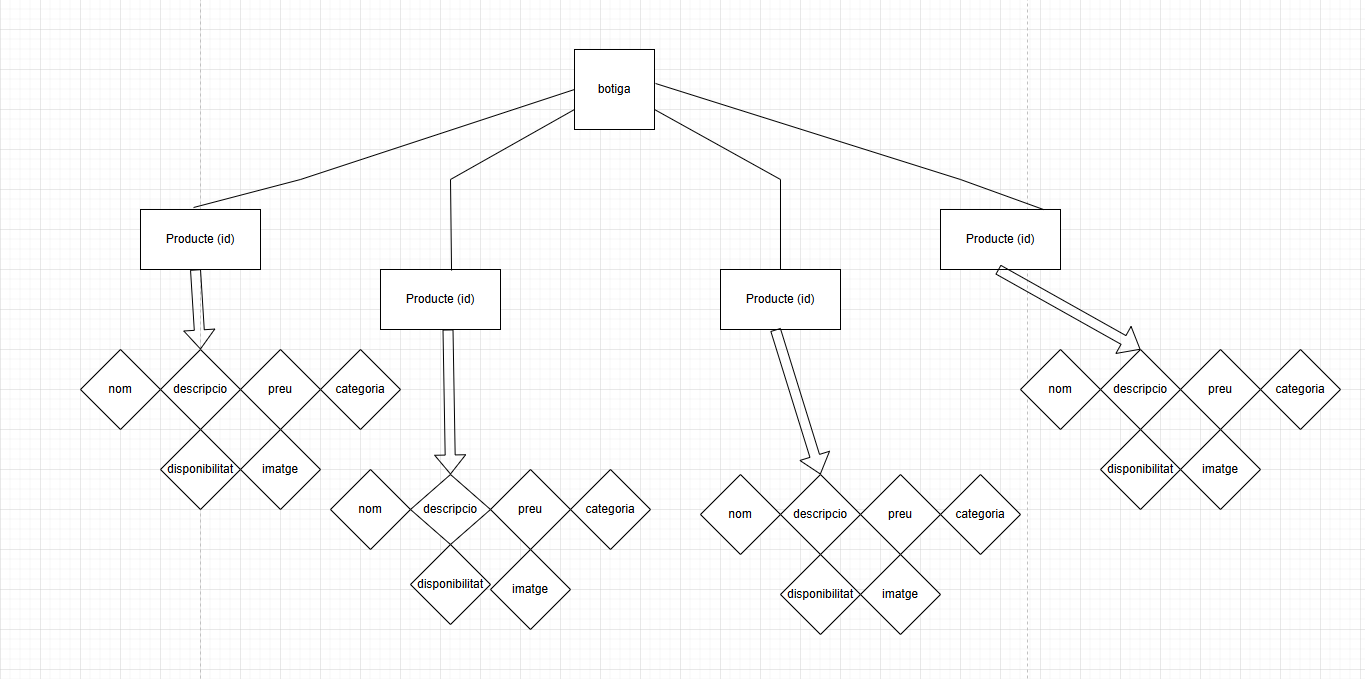 botiga
Producte (id)
Producte (id)
Producte (id)
Producte (id)
nom
descripcio
preu
categoria
disponibilitat
imatge
nom
descripcio
preu
categoria
disponibilitat
imatge
nom
descripcio
preu
categoria
disponibilitat
imatge
nom
descripcio
preu
categoria
disponibilitat
imatge